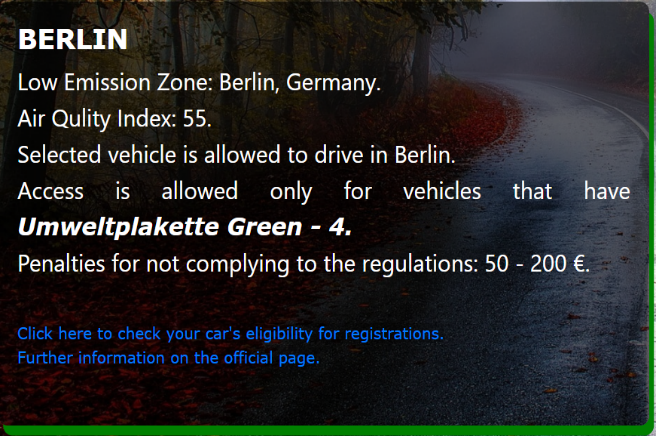 BERLIN
Low Emission Zone: Berlin, Germany.
Air Qulity Index: 55.
Selected vehicle is allowed to drive in Berlin.
Access is allowed only for vehicles that have
Umweltplakette Green - 4.
Penalties for not complying to the regulations: 50 - 200 €.
Click here to check your car's eligibility for registrations.
Further information on the official page.